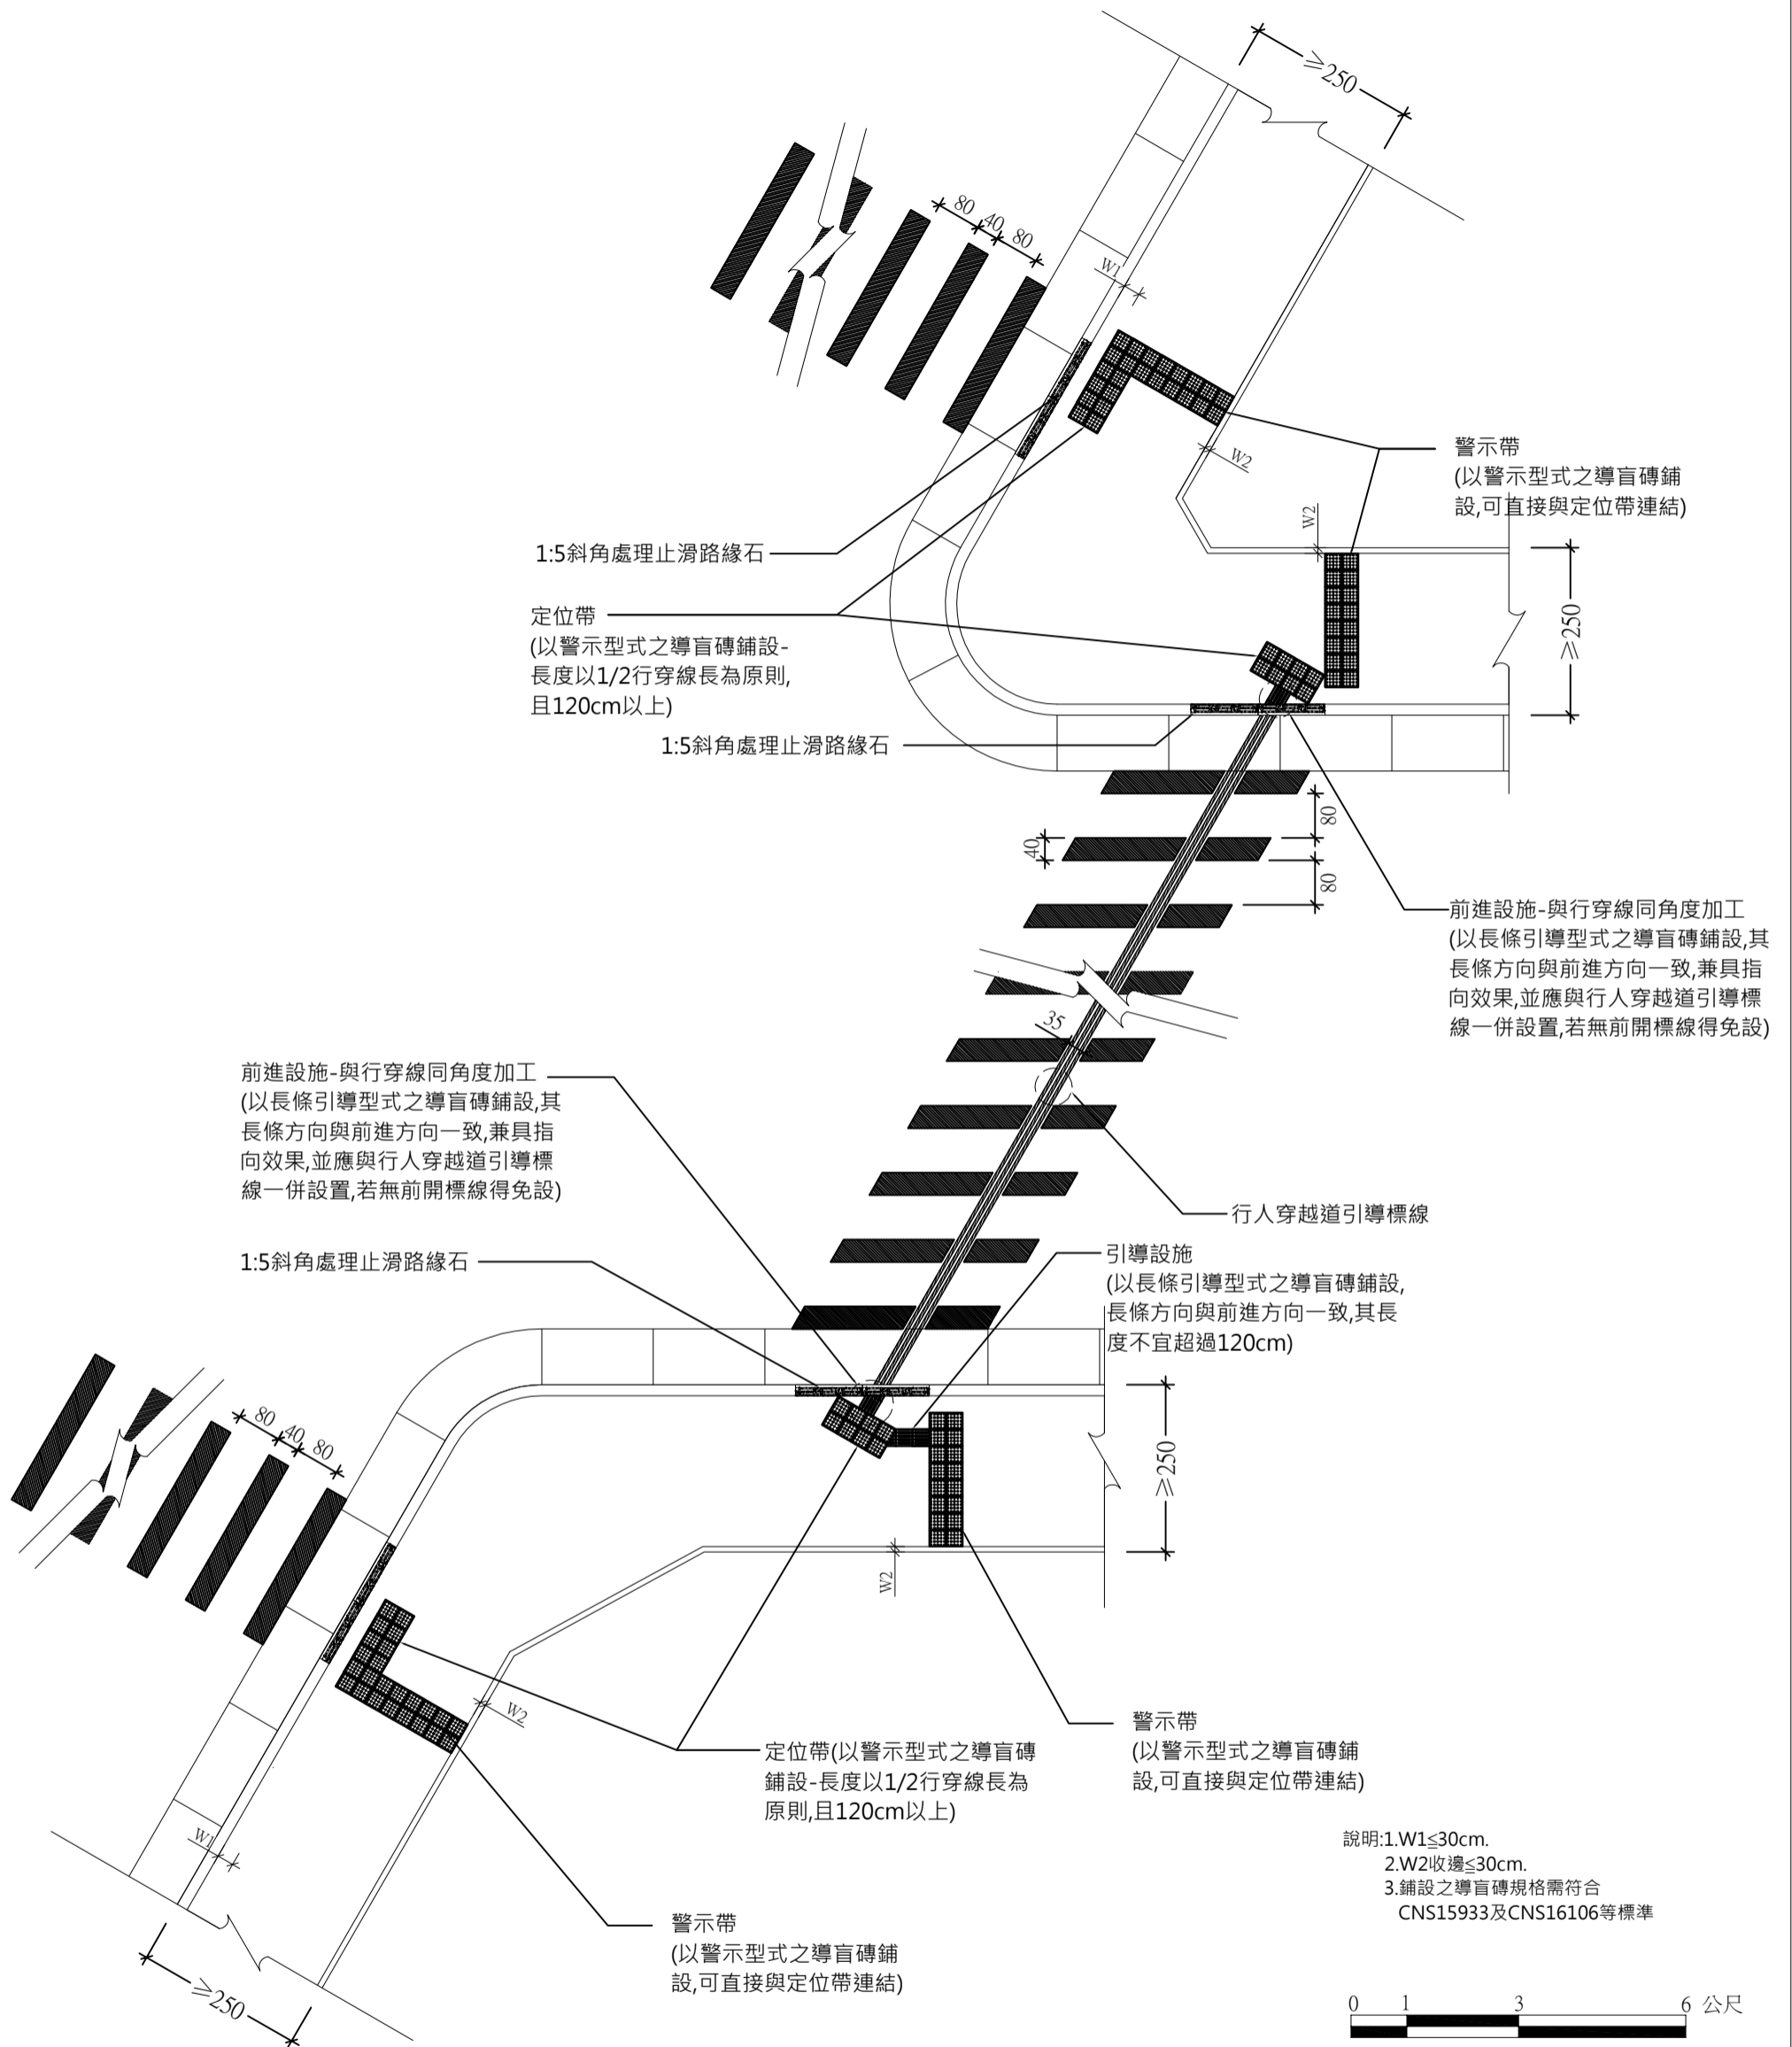 ≥250
80
40
80
W1
W2
警示帶
(以警示型式之導盲磚鋪
設,可直接與定位帶連結)
W2
1:5斜角處理止滑路緣石
≥250
定位帶
(以警示型式之導盲磚鋪設-
長度以1/2行穿線長為原則,
且120cm以上)
1:5斜角處理止滑路緣石
80
40
80
前進設施-與行穿線同角度加工
(以長條引導型式之導盲磚鋪設,其
長條方向與前進方向一致,兼具指
向效果,並應與行人穿越道引導標
線一併設置,若無前開標線得免設)
35
前進設施-與行穿線同角度加工
(以長條引導型式之導盲磚鋪設,其
長條方向與前進方向一致,兼具指
向效果,並應與行人穿越道引導標
線一併設置,若無前開標線得免設)
行人穿越道引導標線
1:5斜角處理止滑路緣石
引導設施
(以長條引導型式之導盲磚鋪設,
長條方向與前進方向一致,其長
度不宜超過120cm)
80
40
80
≥250
W2
W2
警示帶
(以警示型式之導盲磚鋪
設,可直接與定位帶連結)
定位帶(以警示型式之導盲磚
鋪設-長度以1/2行穿線長為
原則,且120cm以上)
W1
說明:1.W1≦30cm.
2.W2收邊≦30cm.
3.鋪設之導盲磚規格需符合
CNS15933及CNS16106等標準
警示帶
(以警示型式之導盲磚鋪
設,可直接與定位帶連結)
≥250
0 1 3 6 公尺